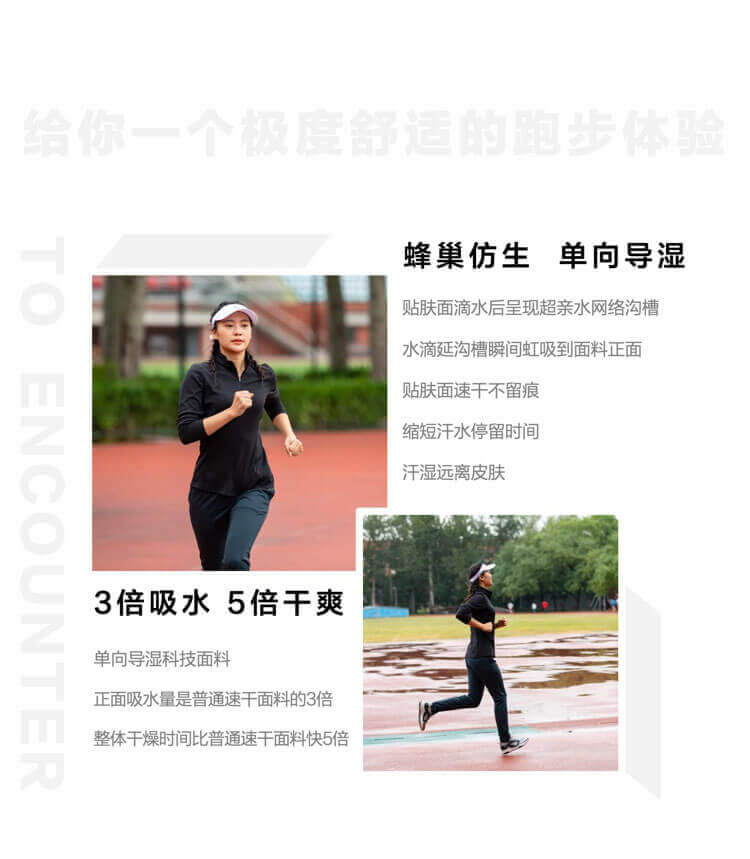 给你一个极度舒适的跑步体验
TO ENCOUNTER
蜂巢仿生 单向导湿
贴肤面滴水后呈现超亲水网络沟槽
水滴延沟槽瞬间虹吸到面料正面
贴肤面速干不留痕
缩短汗水停留时间
汗湿远离皮肤
3倍吸水 5倍干爽
单向导湿科技面料
正面吸水量是普通速干面料的3倍
整体干燥时间比普通速干面料快5倍